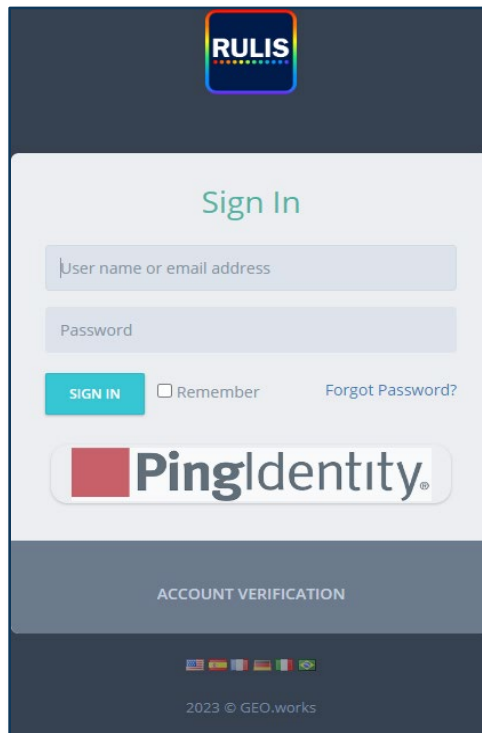 RULIS
Sign In
User name or email address
Password
SIGN IN Remember Forgot Password?
PingIdentity®
ACCOUNT VERIFICATION
2023 © GEO.works